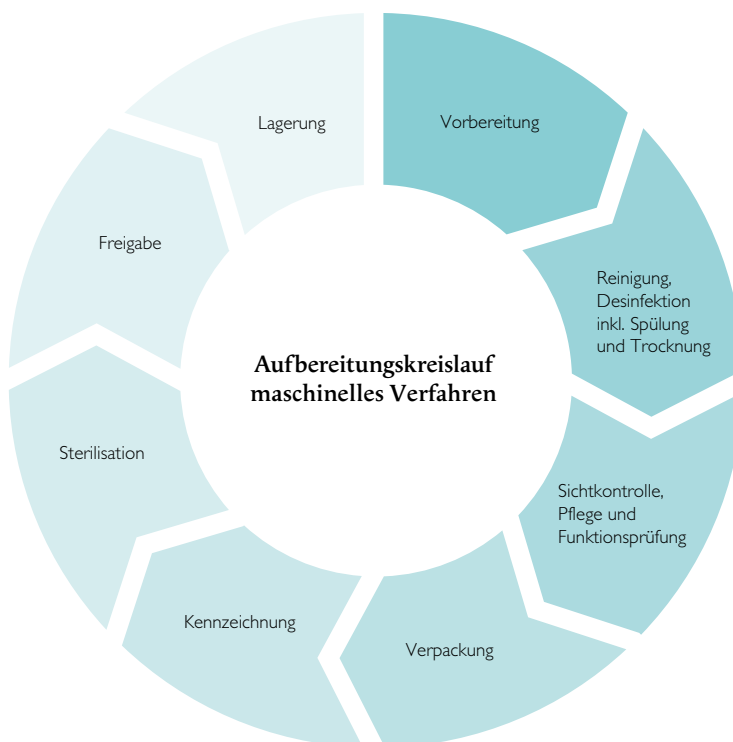 Aufbereitungskreislauf
maschinelles Verfahren
Vorbereitung
Reinigung,
Desinfektion
inkl. Spülung
und Trocknung
Sichtkontrolle,
Pflege und
Funktionsprüfung
Verpackung
Kennzeichnung
Sterilisation
Freigabe
Lagerung